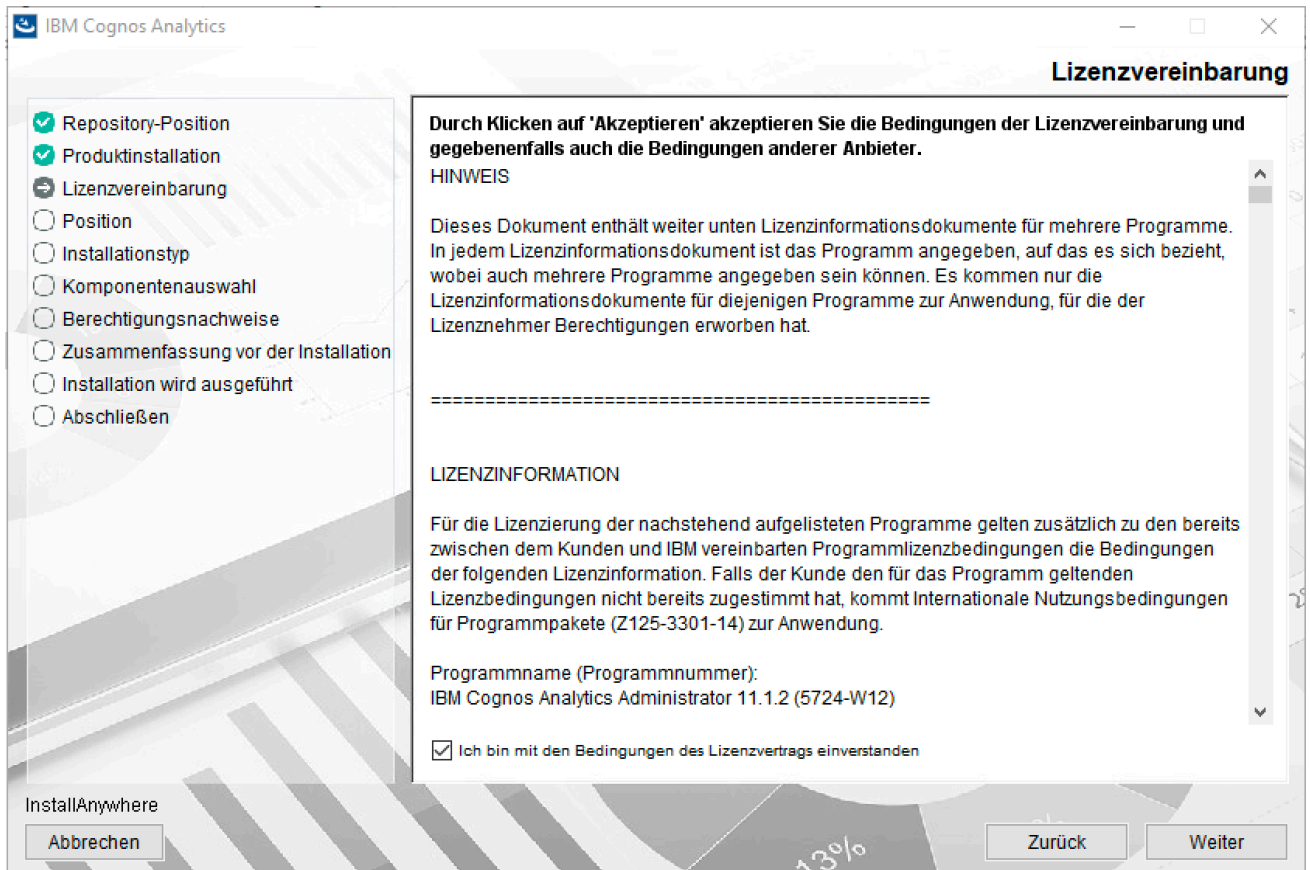 IBM Cognos Analytics
Lizenzvereinbarung
Repository-Position
Produktinstallation
Lizenzvereinbarung
Position
Installationstyp
Komponentenauswahl
Berechtigungsnachweise
Zusammenfassung vor der Installation
Installation wird ausgeführt
Abschließen
Durch Klicken auf 'Akzeptieren' akzeptieren Sie die Bedingungen der Lizenzvereinbarung und
gegebenenfalls auch die Bedingungen anderer Anbieter.
HINWEIS
Dieses Dokument enthält weiter unten Lizenzinformationsdokumente für mehrere Programme.
In jedem Lizenzinformationsdokument ist das Programm angegeben, auf das es sich bezieht,
wobei auch mehrere Programme angegeben sein können. Es kommen nur die
Lizenzinformationsdokumente für diejenigen Programme zur Anwendung, für die der
Lizenznehmer Berechtigungen erworben hat.
==============================================
LIZENZINFORMATION
Für die Lizenzierung der nachstehend aufgelisteten Programme gelten zusätzlich zu den bereits
zwischen dem Kunden und IBM vereinbarten Programmlizenzbedingungen die Bedingungen
der folgenden Lizenzinformation. Falls der Kunde den für das Programm geltenden
Lizenzbedingungen nicht bereits zugestimmt hat, kommt Internationale Nutzungsbedingungen
für Programmpakete (Z125-3301-14) zur Anwendung.
Programmname (Programmnummer):
IBM Cognos Analytics Administrator 11.1.2 (5724-W12)
Ich bin mit den Bedingungen des Lizenzvertrags einverstanden
InstallAnywhere
Abbrechen
13%
Zurück
Weiter